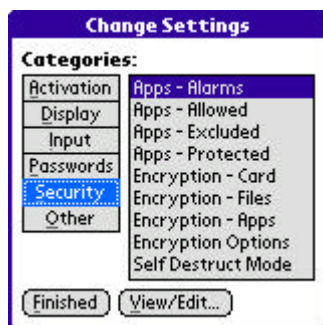 Change Settings
Categories:
Activation
Display
Input
Passwords
Security
Other
Apps - Alarms
Apps - Allowed
Apps - Excluded
Apps - Protected
Encryption - Card
Encryption - Files
Encryption - Apps
Encryption Options
Self Destruct Mode
Finished View/Edit...